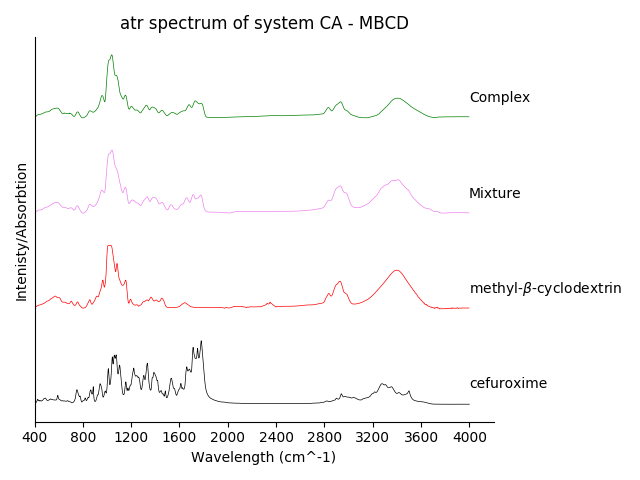 atr spectrum of system CA - MBCD
Complex
Mixture
methyl-β-cyclodextrin
cefuroxime
Intenisty/Absorbtion
400 800 1200 1600 2000 2400 2800 3200 3600 4000
Wavelength (cm^-1)